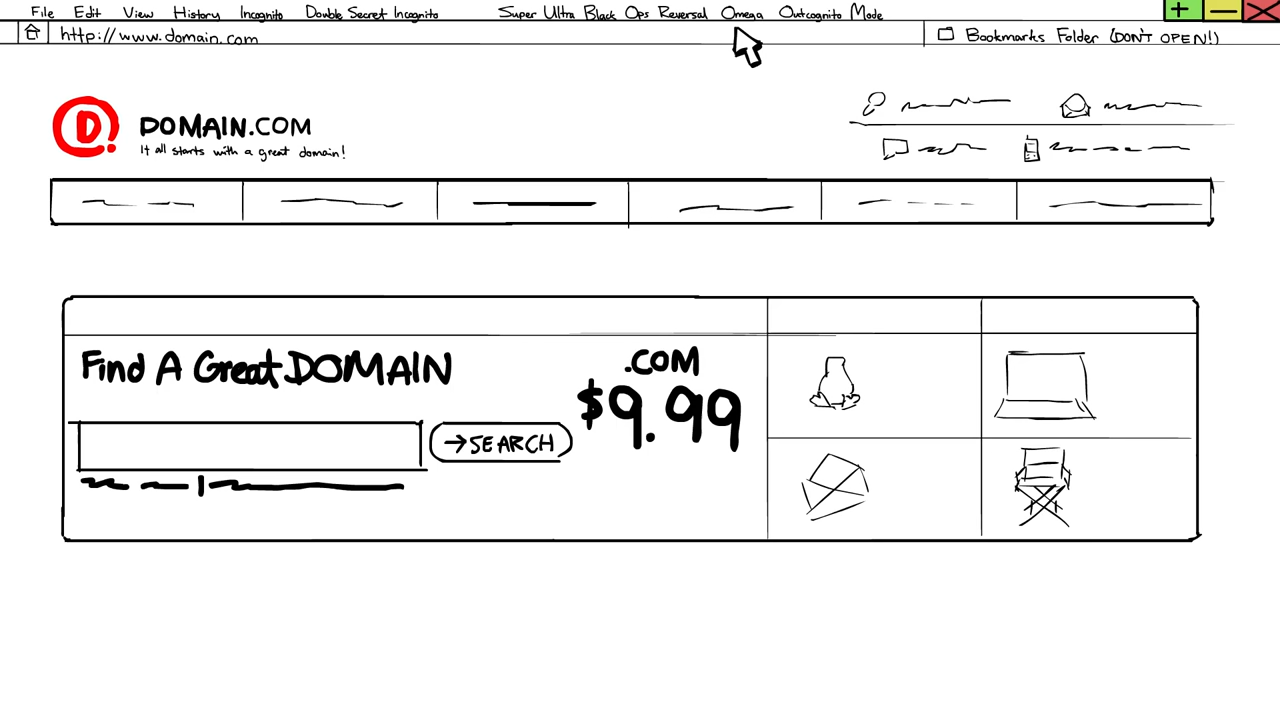 File Edit View History Incognito Double Secret Incognito Super Ultra Black Ops Reversal Omega Outcognito Mode
http://www.domain.com
Bookmarks Folder (DON'T OPEN!)
D
DOMAIN.COM
It all starts with a great domain!
Find A Great DOMAIN
.COM
$9.99
→SEARCH